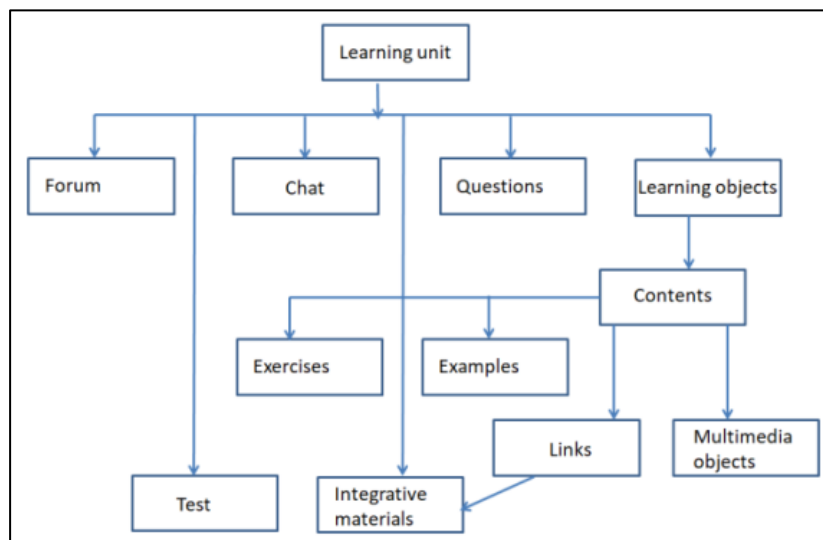 Learning unit
Forum
Chat
Questions
Learning objects
Contents
Exercises
Examples
Links
Multimedia
objects
Test
Integrative
materials